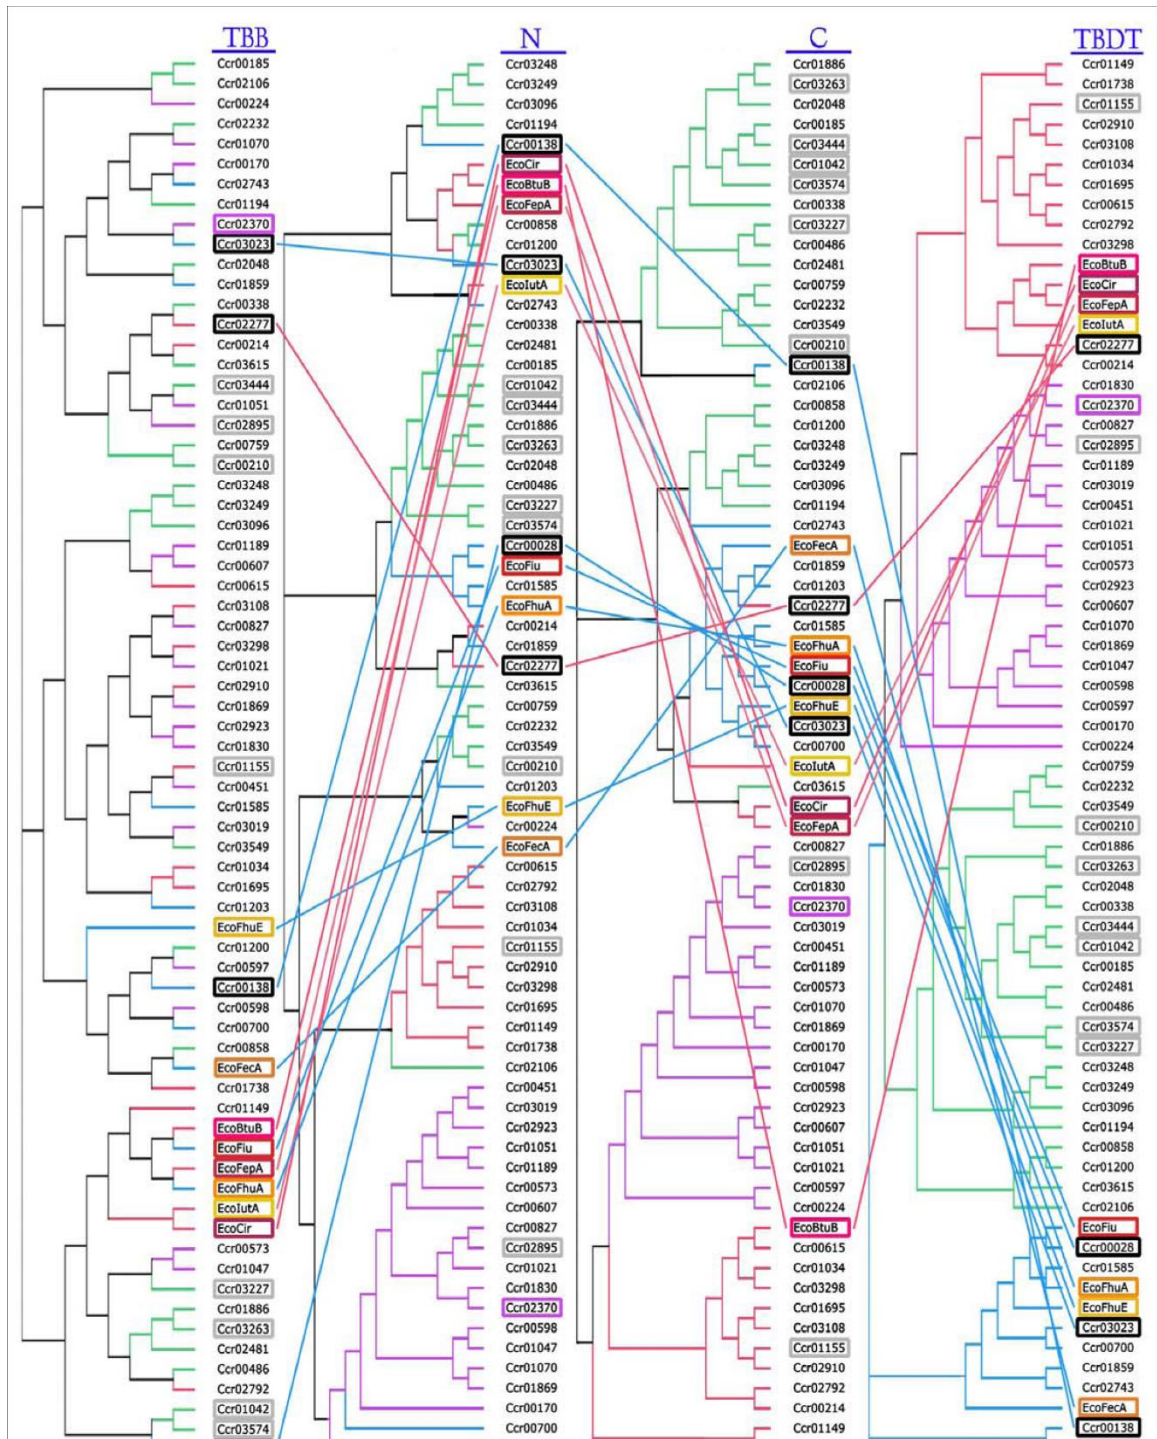 TBB
Ccr00185
Ccr02106
Ccr00224
Ccr02232
Ccr01070
Ccr00170
Ccr02743
Ccr01194
Ccr02370
Ccr03023
Ccr02048
Ccr01859
Ccr00338
Ccr02277
Ccr00214
Ccr03615
Ccr03444
Ccr01051
Ccr02895
Ccr00759
Ccr00210
Ccr03248
Ccr03249
Ccr03096
Ccr01189
Ccr00607
Ccr00615
Ccr03108
Ccr00827
Ccr03298
Ccr01021
Ccr02910
Ccr01869
Ccr02923
Ccr01830
Ccr01155
Ccr00451
Ccr01585
Ccr03019
Ccr03549
Ccr01034
Ccr01695
Ccr01203
EcoFhuE
Ccr01200
Ccr00597
Ccr00138
Ccr00598
Ccr00700
Ccr00858
EcoFecA
Ccr01738
Ccr01149
EcoBtuB
EcoFiu
EcoFepA
EcoFhuA
EcoIutA
EcoCir
Ccr00573
Ccr01047
Ccr03227
Ccr01886
Ccr03263
Ccr02481
Ccr00486
Ccr02792
Ccr01042
Ccr03574
N
Ccr03248
Ccr03249
Ccr03096
Ccr01194
Ccr00138
EcoCir
EcoBtuB
EcoFepA
Ccr00858
Ccr01200
Ccr03023
EcoIutA
Ccr02743
Ccr00338
Ccr02481
Ccr00185
Ccr01042
Ccr03444
Ccr01886
Ccr03263
Ccr02048
Ccr00486
Ccr03227
Ccr03574
Ccr00028
EcoFiu
Ccr01585
EcoFhuA
Ccr00214
Ccr01859
Ccr02277
Ccr03615
Ccr00759
Ccr02232
Ccr03549
Ccr00210
Ccr01203
EcoFhuE
Ccr00224
EcoFecA
Ccr00615
Ccr02792
Ccr03108
Ccr01034
Ccr01155
Ccr02910
Ccr03298
Ccr01695
Ccr01149
Ccr01738
Ccr02106
Ccr00451
Ccr03019
Ccr02923
Ccr01051
Ccr01189
Ccr00573
Ccr00607
Ccr00827
Ccr02895
Ccr01021
Ccr01830
Ccr02370
Ccr00598
Ccr01047
Ccr01070
Ccr01869
Ccr00170
Ccr00700
C
Ccr01886
Ccr03263
Ccr02048
Ccr00185
Ccr03444
Ccr01042
Ccr03574
Ccr00338
Ccr03227
Ccr00486
Ccr02481
Ccr00759
Ccr02232
Ccr03549
Ccr00210
Ccr00138
Ccr02106
Ccr00858
Ccr01200
Ccr03248
Ccr03249
Ccr03096
Ccr01194
Ccr02743
EcoFecA
Ccr01859
Ccr01203
Ccr02277
Ccr01585
EcoFhuA
EcoFiu
Ccr00028
EcoFhuE
Ccr03023
Ccr00700
EcoIutA
Ccr03615
EcoCir
EcoFepA
Ccr00827
Ccr02895
Ccr01830
Ccr02370
Ccr03019
Ccr00451
Ccr01189
Ccr00573
Ccr01070
Ccr01869
Ccr00170
Ccr01047
Ccr00598
Ccr02923
Ccr00607
Ccr01051
Ccr01021
Ccr00597
Ccr00224
EcoBtuB
Ccr00615
Ccr01034
Ccr03298
Ccr01695
Ccr03108
Ccr01155
Ccr02910
Ccr02792
Ccr00214
Ccr01149
TBDT
Ccr01149
Ccr01738
Ccr01155
Ccr02910
Ccr03108
Ccr01034
Ccr01695
Ccr00615
Ccr02792
Ccr03298
EcoBtuB
EcoCir
EcoFepA
EcoIutA
Ccr02277
Ccr00214
Ccr01830
Ccr02370
Ccr00827
Ccr02895
Ccr01189
Ccr03019
Ccr00451
Ccr01021
Ccr01051
Ccr00573
Ccr02923
Ccr00607
Ccr01070
Ccr01869
Ccr01047
Ccr00598
Ccr00597
Ccr00170
Ccr00224
Ccr00759
Ccr02232
Ccr03549
Ccr00210
Ccr01886
Ccr03263
Ccr02048
Ccr00338
Ccr03444
Ccr01042
Ccr00185
Ccr02481
Ccr00486
Ccr03574
Ccr03227
Ccr03248
Ccr03249
Ccr03096
Ccr01194
Ccr00858
Ccr01200
Ccr03615
Ccr02106
EcoFiu
Ccr00028
Ccr01585
EcoFhuA
EcoFhuE
Ccr03023
Ccr00700
Ccr01859
Ccr02743
EcoFecA
Ccr00138